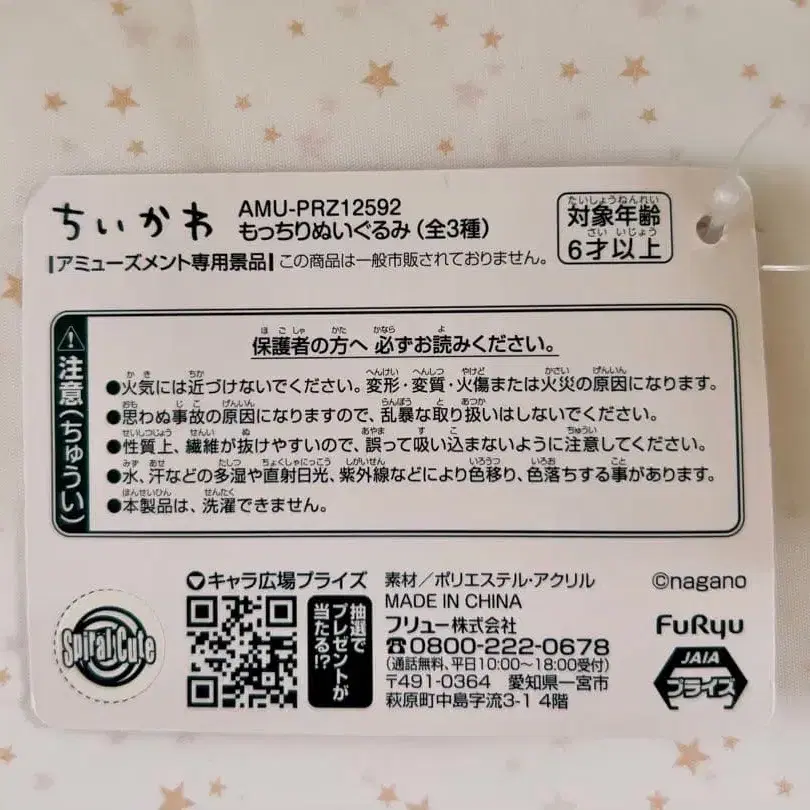 ちいかわ
AMU-PRZ12592
もっちりぬいぐるみ(全3種)
アミューズメント専用景品 この商品は一般市販されておりません。
対象年齢
6才以上
注意(ちゅうい)
保護者の方へ 必ずお読みください。
●火気には近づけないでください。変形・変質・火傷または火災の原因になります。
●思わぬ事故の原因になりますので、乱暴な取り扱いはしないでください。
●性質上、繊維が抜けやすいので、誤って吸い込まないように注意してください。
●水、汗などの多湿や直射日光、紫外線などにより色移り、色落ちする事があります。
●本製品は、洗濯できません。
SpiralCute
キャラ広場プライズ
抽選で
プレゼントが
当たる!?
素材/ポリエステル・アクリル
MADE IN CHINA
フリュー株式会社
☎0800-222-0678
(通話無料、平日10:00~18:00受付)
〒491-0364 愛知県一宮市
萩原町中島字流3-1 4階
©nagano
FuRyu
JAIA
プライズ